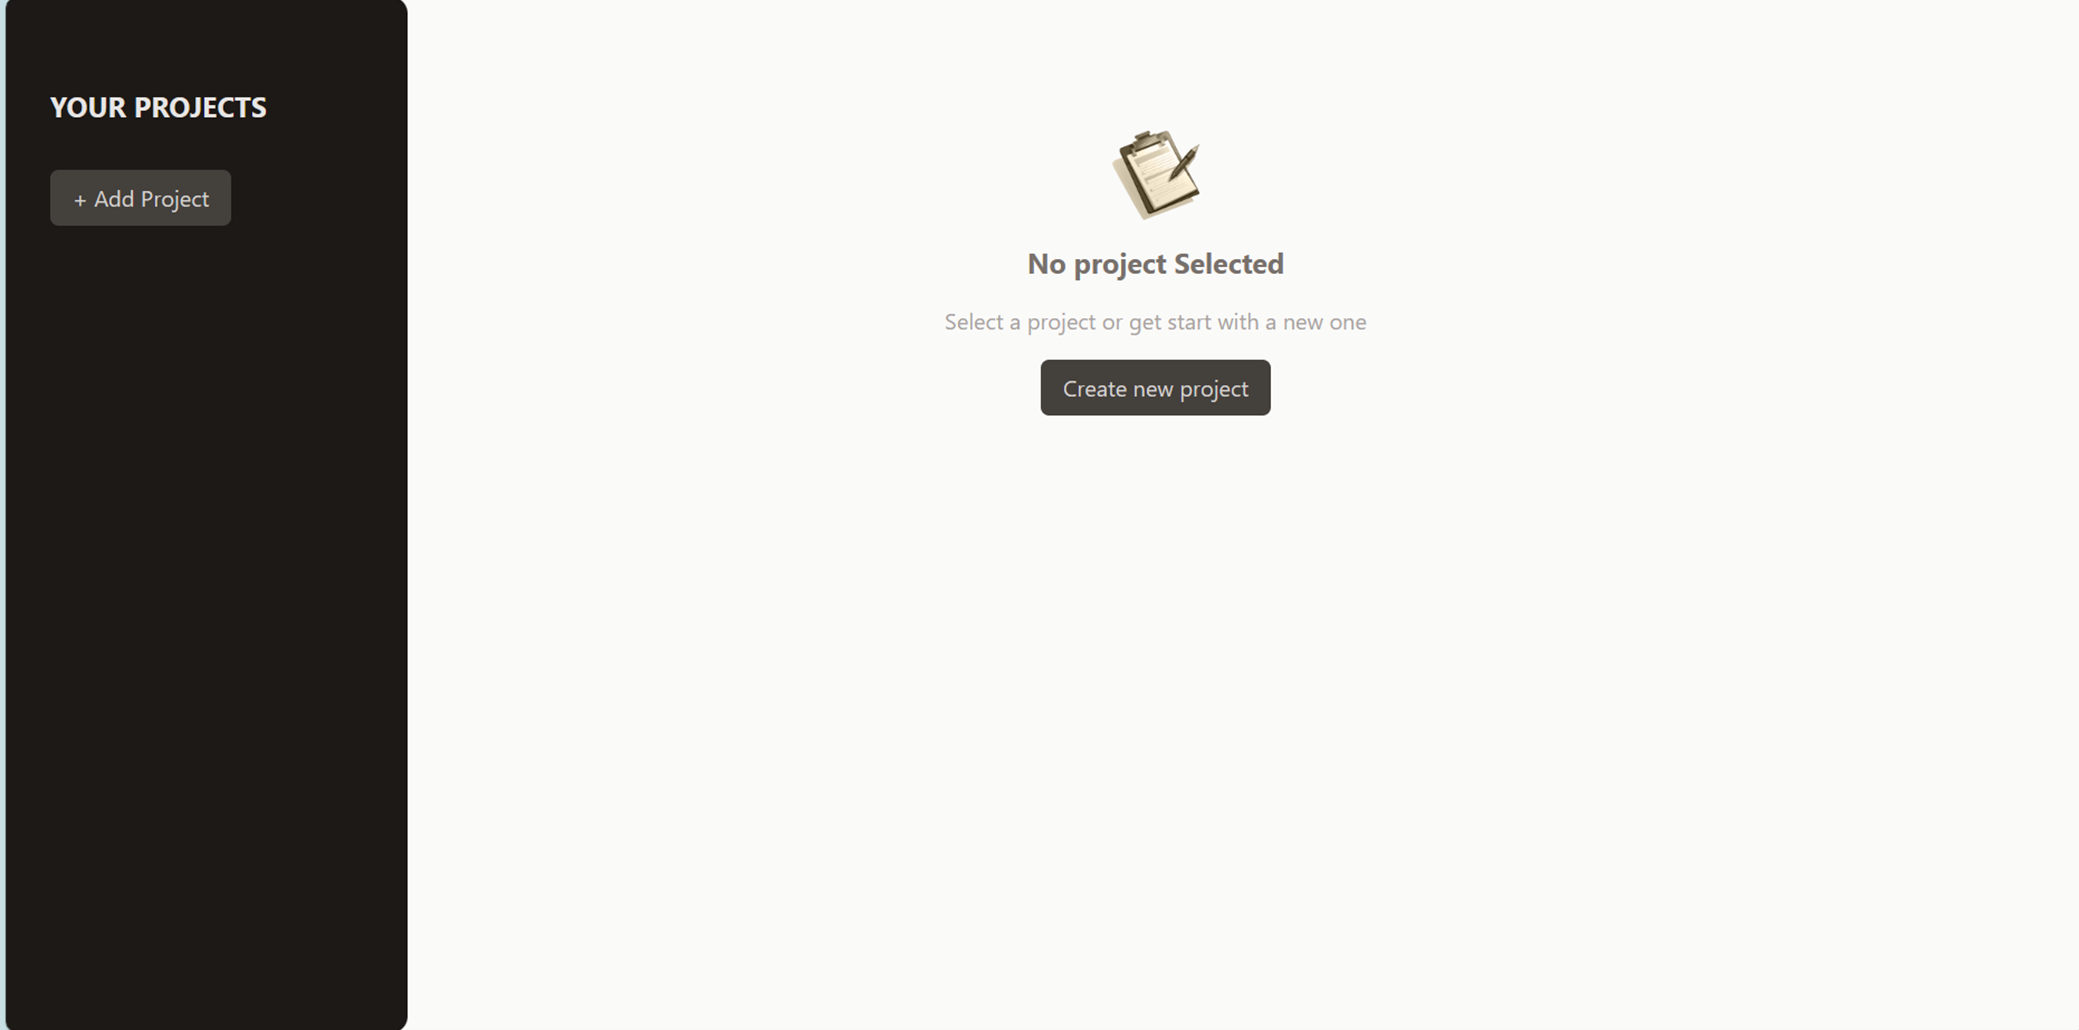 YOUR PROJECTS
+ Add Project
No project Selected
Select a project or get start with a new one
Create new project